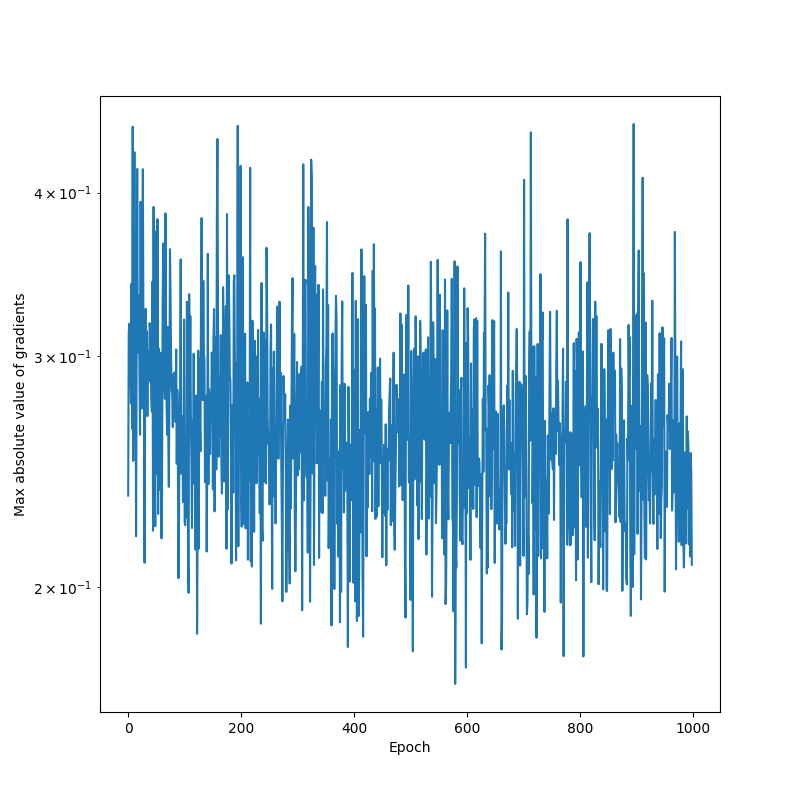 Max absolute value of gradients
4 × 10⁻¹
3 × 10⁻¹
2 × 10⁻¹
0 200 400 600 800 1000
Epoch